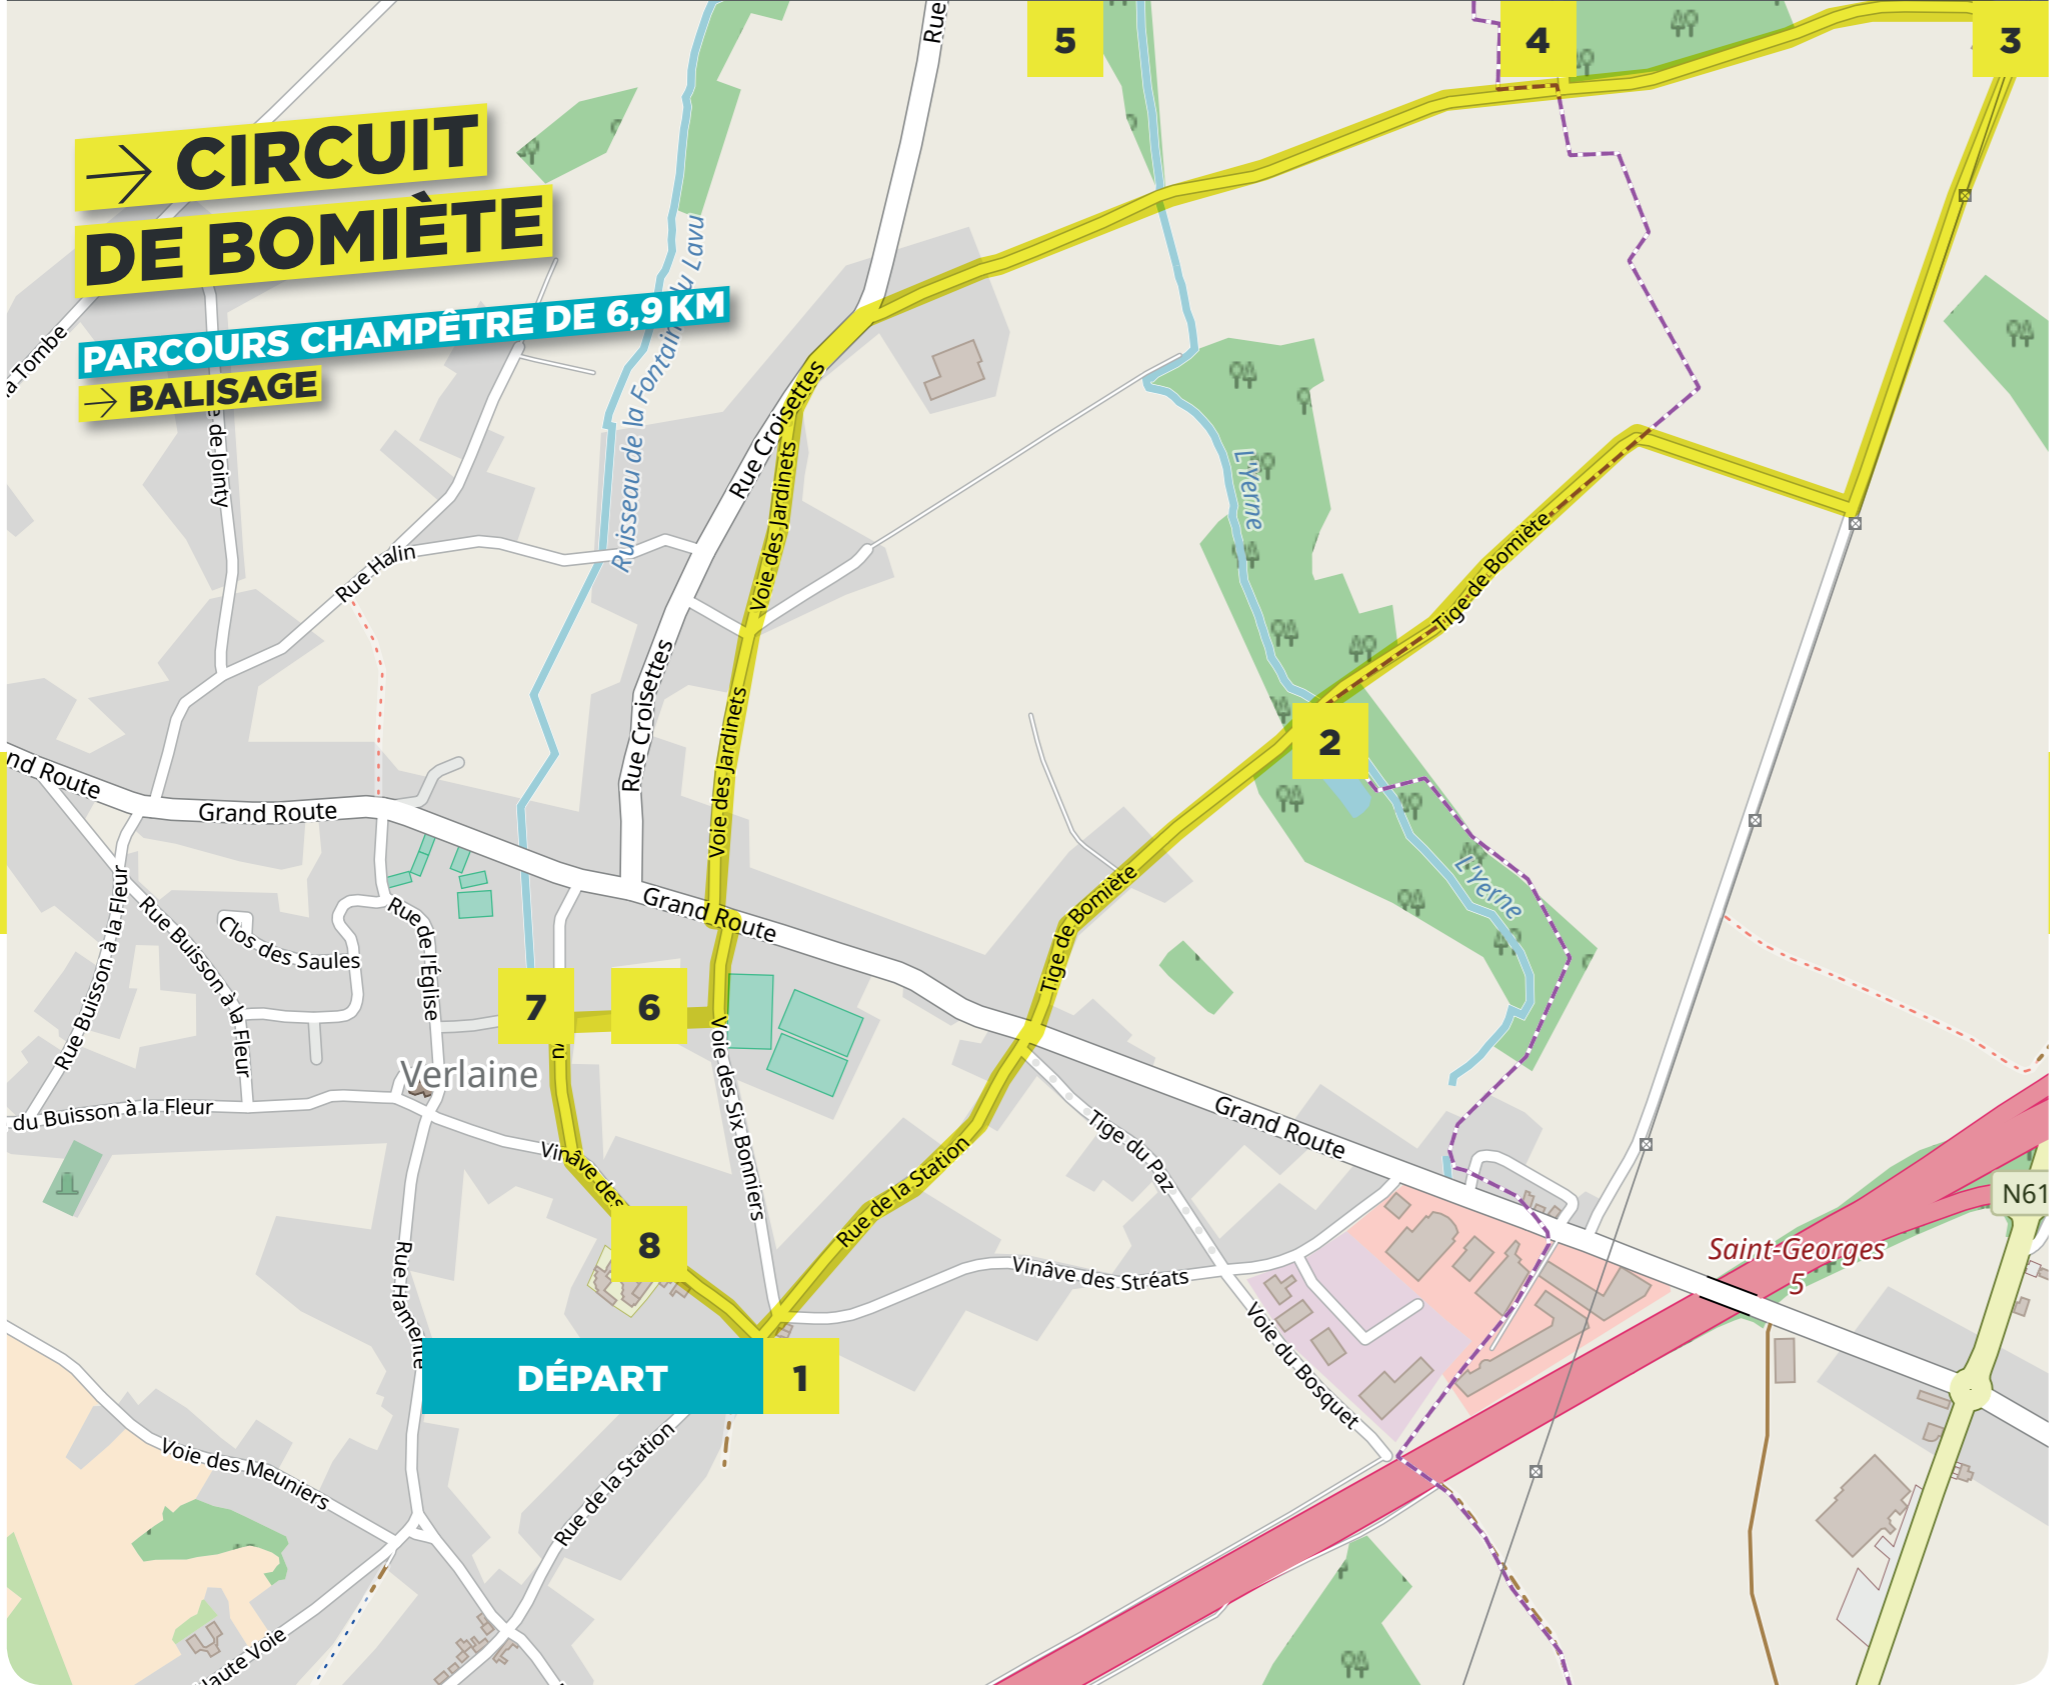 Rue
5
4
3
→ CIRCUIT
DE BOMIÈTE
PARCOURS CHAMPÊTRE DE 6,9 KM
→ BALISAGE
a Tombe
de Jointy
Ruisseau de la Fontain
u Lavu
Rue Croisettes
Voie des Jardinets
L'Yerne
Rue Halin
Tige de Bomiète
Rue Croisettes
Voie des Jardinets
2
nd Route
Grand Route
Grand Route
Tige de Bomiète
L'Yerne
Rue Buisson à la Fleur
Rue Buisson à la Fleur
Clos des Saules
Rue de l'Église
7
6
Voie des Six Bonniers
Verlaine
du Buisson à la Fleur
Vinâve des
Rue de la Station
Tige du Paz
Grand Route
8
Rue Hamente
Vinâve des Stréats
Saint-Georges
5
N61
DÉPART
1
Voie du Bosquet
Voie des Meuniers
Rue de la Station
Haute Voie